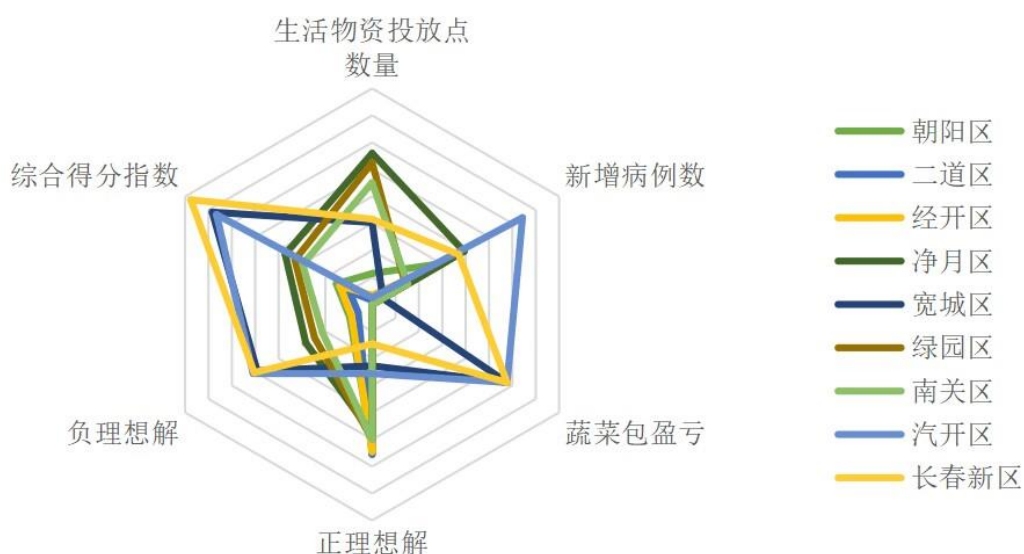 生活物资投放点
数量
综合得分指数
新增病例数
负理想解
蔬菜包盈亏
正理想解
朝阳区
二道区
经开区
净月区
宽城区
绿园区
南关区
汽开区
长春新区